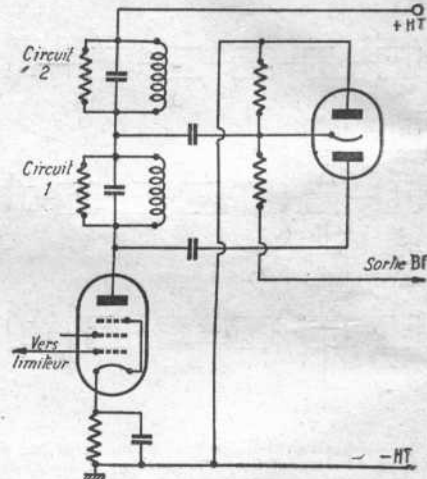 + HT
Circuit
2
Circuit
1
Sortie BF
Vers
limiteur
- HT